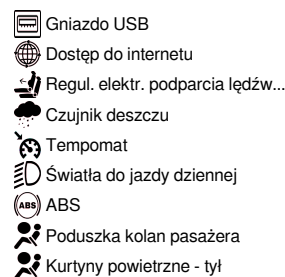 Gniazdo USB
Dostęp do internetu
Regul. elektr. podparcia lędźw...
Czujnik deszczu
Tempomat
Światła do jazdy dziennej
ABS ABS
Poduszka kolan pasażera
Kurtyny powietrzne - tył